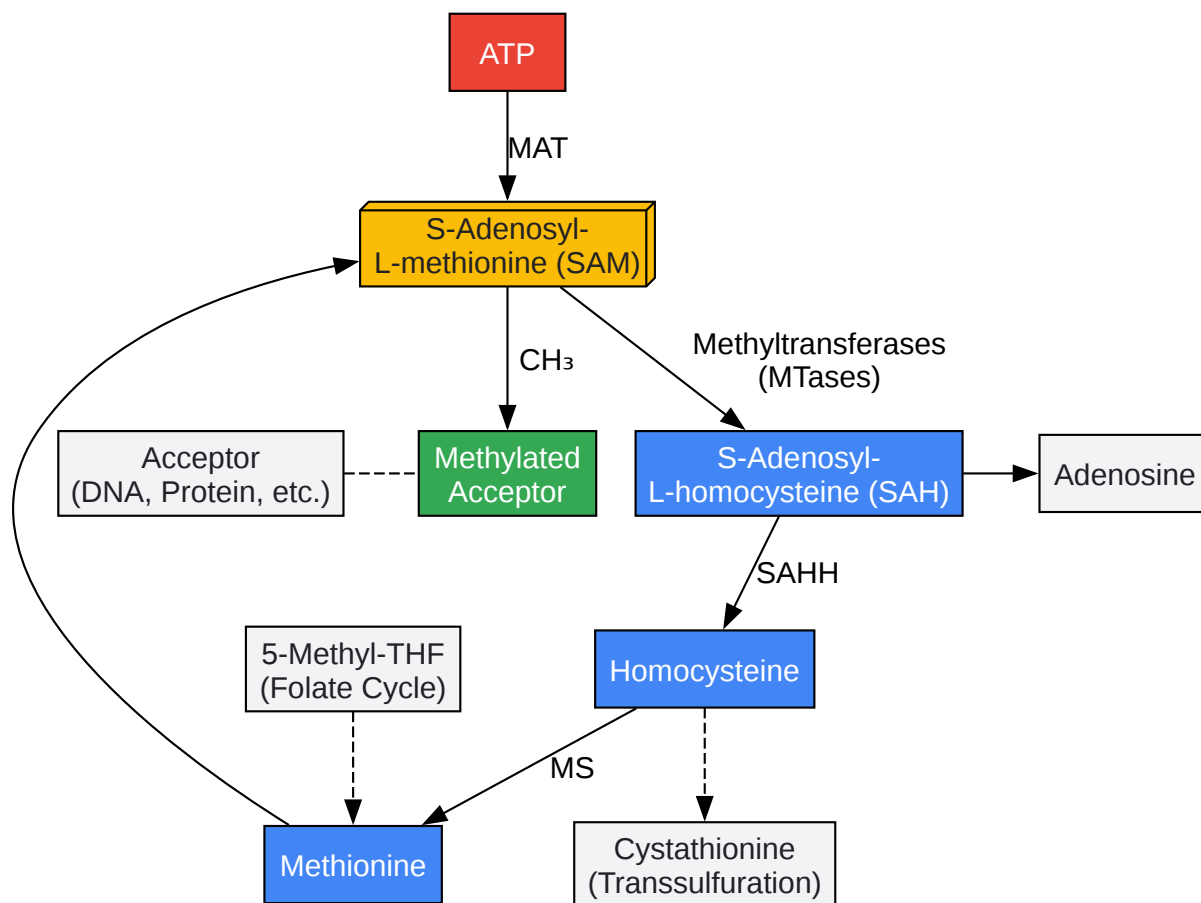 ATP
MAT
S-Adenosyl-
L-methionine (SAM)
CH₃
Methyltransferases
(MTases)
Acceptor
(DNA, Protein, etc.)
Methylated
Acceptor
S-Adenosyl-
L-homocysteine (SAH)
Adenosine
SAHH
5-Methyl-THF
(Folate Cycle)
Homocysteine
MS
Methionine
Cystathionine
(Transsulfuration)